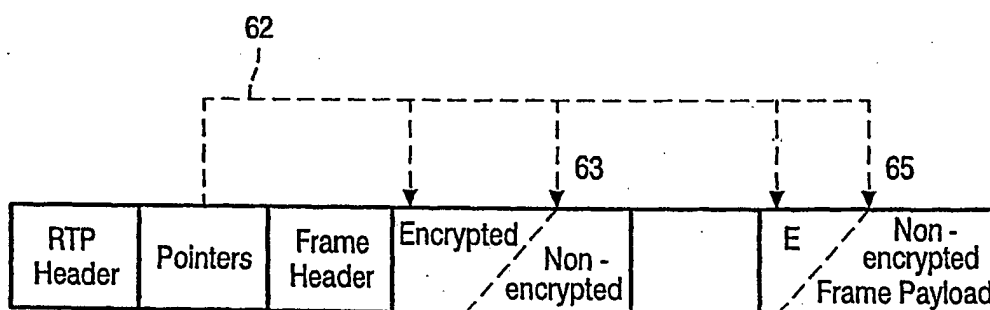 62
63
65
RTP
Header
Pointers
Frame
Header
Encrypted
Non -
encrypted
E
Non -
encrypted
Frame Payload